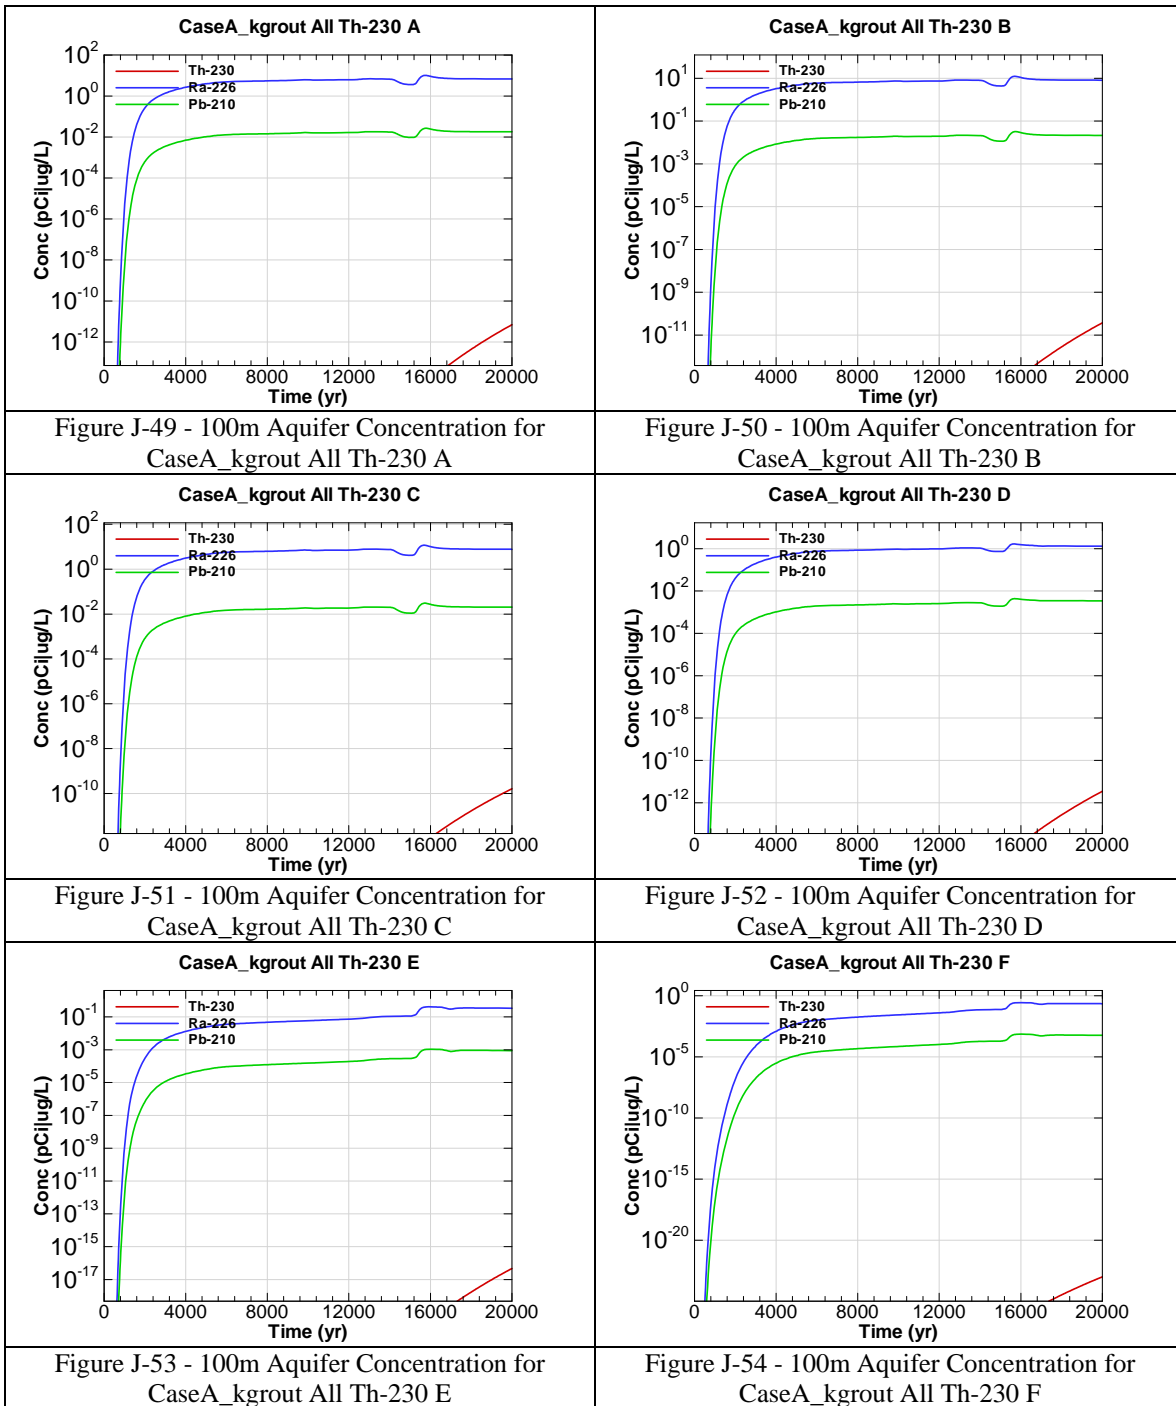 CaseA_kgrout All Th-230 A
Conc (pCi|ug/L)
10^2
10^0
10^-2
10^-4
10^-6
10^-8
10^-10
10^-12
Th-230
Ra-226
Pb-210
0 4000 8000 12000 16000 20000
Time (yr)
Figure J-49 - 100m Aquifer Concentration for
CaseA_kgrout All Th-230 A
CaseA_kgrout All Th-230 B
Conc (pCi|ug/L)
10^1
10^-1
10^-3
10^-5
10^-7
10^-9
10^-11
Th-230
Ra-226
Pb-210
0 4000 8000 12000 16000 20000
Time (yr)
Figure J-50 - 100m Aquifer Concentration for
CaseA_kgrout All Th-230 B
CaseA_kgrout All Th-230 C
Conc (pCi|ug/L)
10^2
10^0
10^-2
10^-4
10^-6
10^-8
10^-10
Th-230
Ra-226
Pb-210
0 4000 8000 12000 16000 20000
Time (yr)
Figure J-51 - 100m Aquifer Concentration for
CaseA_kgrout All Th-230 C
CaseA_kgrout All Th-230 D
Conc (pCi|ug/L)
10^0
10^-2
10^-4
10^-6
10^-8
10^-10
10^-12
Th-230
Ra-226
Pb-210
0 4000 8000 12000 16000 20000
Time (yr)
Figure J-52 - 100m Aquifer Concentration for
CaseA_kgrout All Th-230 D
CaseA_kgrout All Th-230 E
Conc (pCi|ug/L)
10^-1
10^-3
10^-5
10^-7
10^-9
10^-11
10^-13
10^-15
10^-17
Th-230
Ra-226
Pb-210
0 4000 8000 12000 16000 20000
Time (yr)
Figure J-53 - 100m Aquifer Concentration for
CaseA_kgrout All Th-230 E
CaseA_kgrout All Th-230 F
Conc (pCi|ug/L)
10^0
10^-5
10^-10
10^-15
10^-20
Th-230
Ra-226
Pb-210
0 4000 8000 12000 16000 20000
Time (yr)
Figure J-54 - 100m Aquifer Concentration for
CaseA_kgrout All Th-230 F